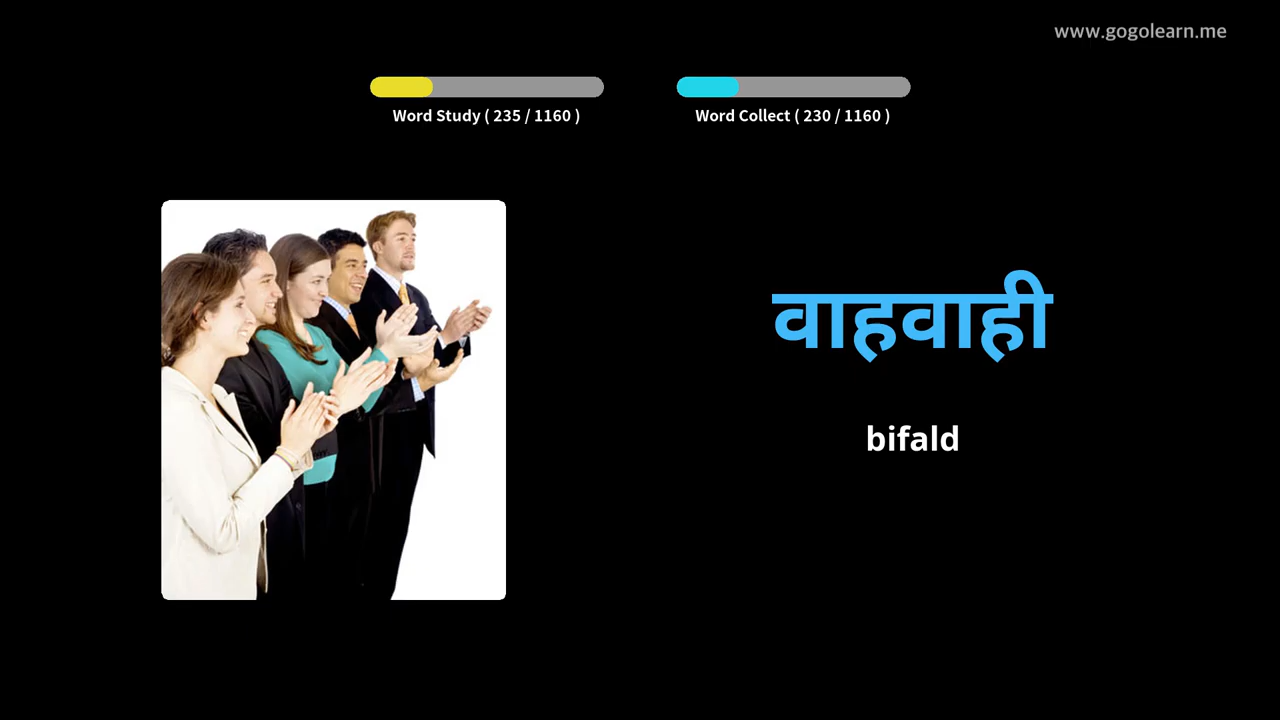 www.gogolearn.me
Word Study ( 235 / 1160 )
Word Collect ( 230 / 1160 )
वाहवाही
bifald